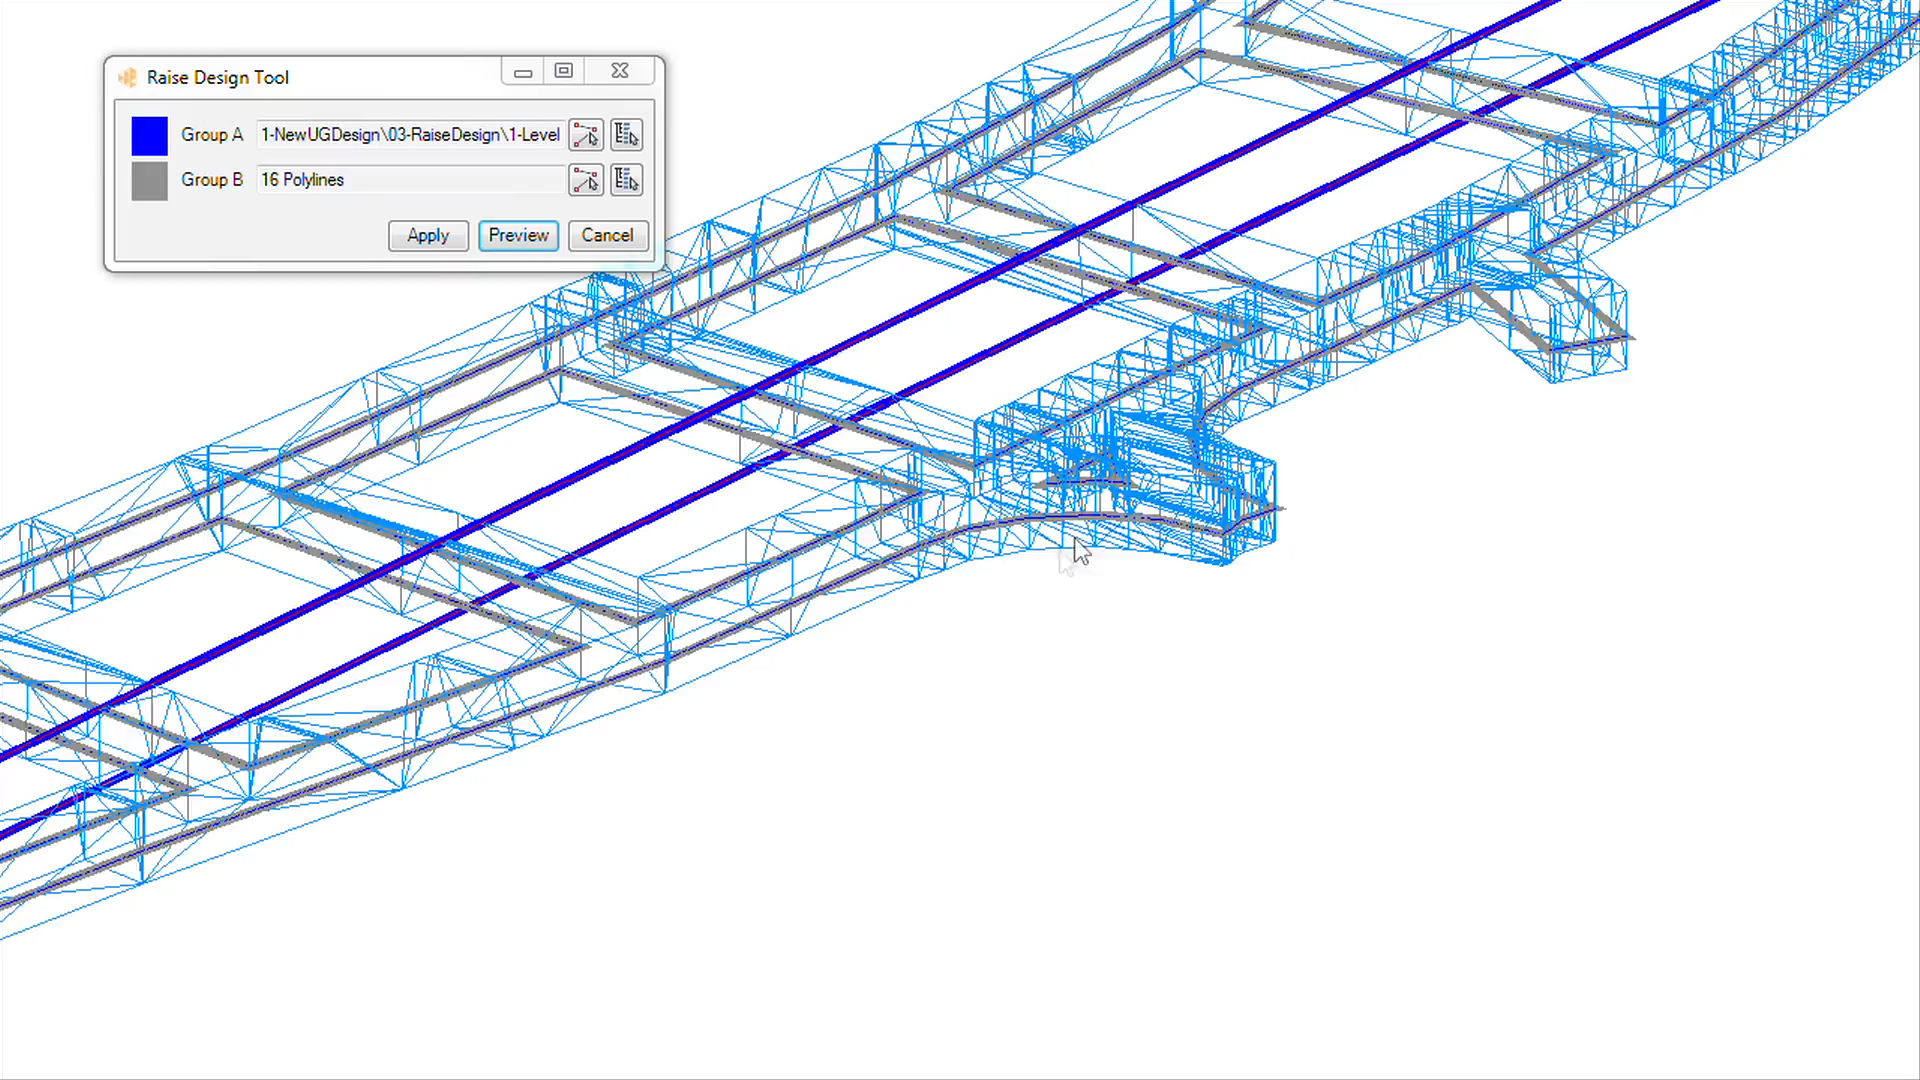 Raise Design Tool
Group A 1-NewUGDesign\03-RaiseDesign\1-Level
Group B 16 Polylines
Apply Preview Cancel